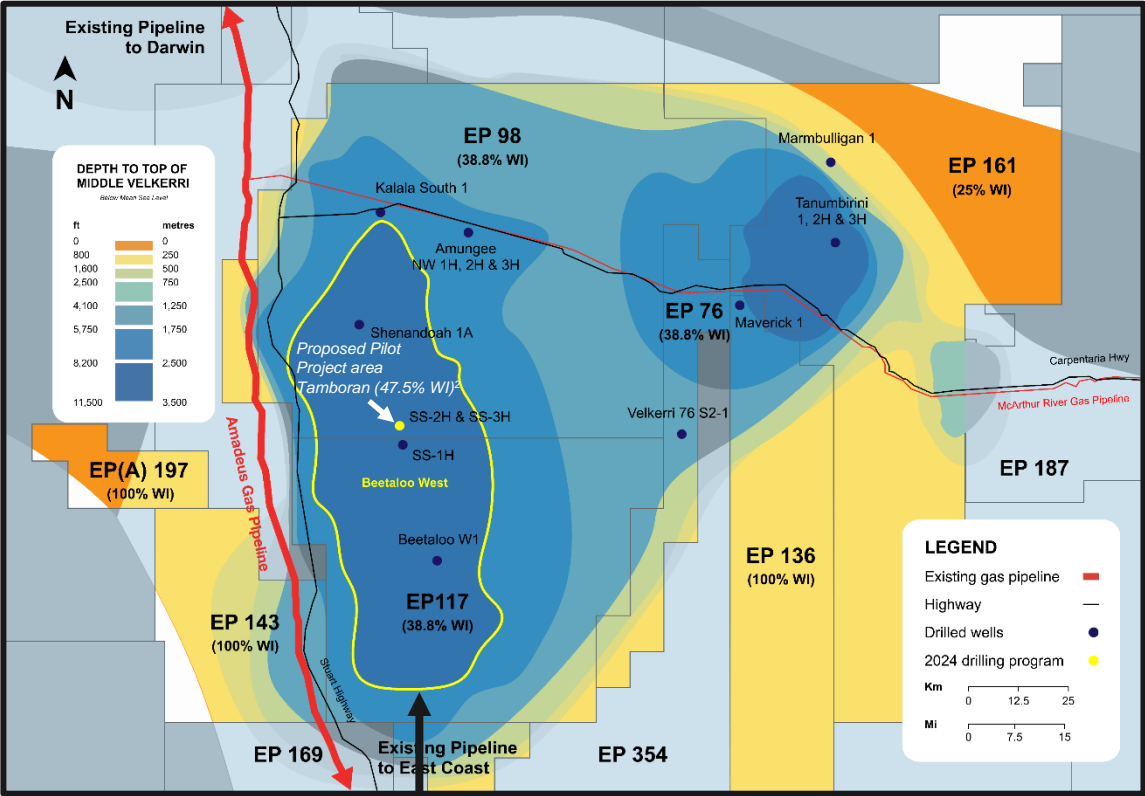 Existing Pipeline
to Darwin
N
DEPTH TO TOP OF
MIDDLE VELKERRI
Below Mean Sea Level
ft metres
0 0
800 250
1,600 500
2,500 750
4,100 1,250
5,750 1,750
8,200 2,500
11,500 3,500
EP 98
(38.8% WI)
Marmbulligan 1
EP 161
(25% WI)
Kalala South 1
Tanumbirini
1, 2H & 3H
Amungee
NW 1H, 2H & 3H
EP 76
(38.8% WI)
Maverick 1
Shenandoah 1A
Proposed Pilot
Project area
Tamboran (47.5% WI)²
SS-2H & SS-3H
SS-1H
Velkerri 76 S2-1
Carpentaria Hwy
McArthur River Gas Pipeline
Amadeus Gas Pipeline
EP(A) 197
(100% WI)
Beetaloo West
EP 187
Beetaloo W1
EP117
(38.8% WI)
EP 136
(100% WI)
EP 143
(100% WI)
Stuart Highway
EP 169
Existing Pipeline
to East Coast
EP 354
LEGEND
Existing gas pipeline
Highway
Drilled wells
2024 drilling program
Km
0 12.5 25
Mi
0 7.5 15